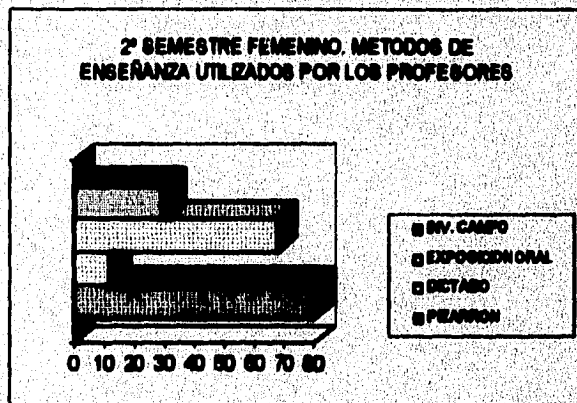 2º SEMESTRE FEMENINO. METODOS DE
ENSEÑANZA UTILIZADOS POR LOS PROFESORES
INV. CAMPO
EXPOSICION ORAL
DICTADO
PIZARRON
0 10 20 30 40 50 60 70 80